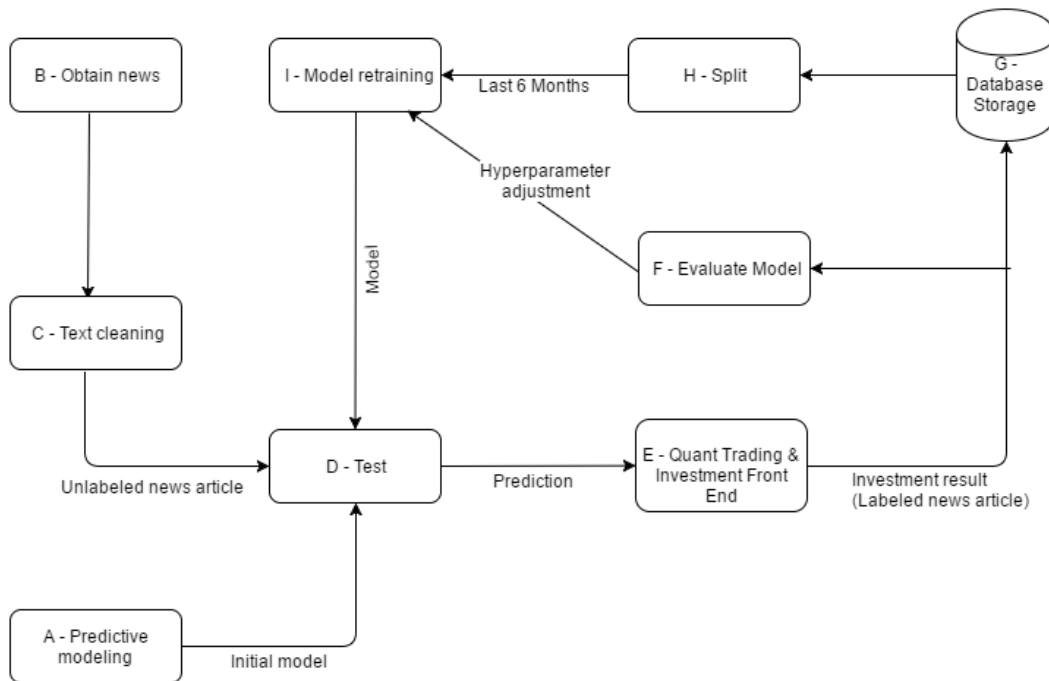 B - Obtain news
I - Model retraining
Last 6 Months
H - Split
G -
Database
Storage
Hyperparameter
adjustment
Model
F - Evaluate Model
C - Text cleaning
Unlabeled news article
D - Test
Prediction
E - Quant Trading &
Investment Front
End
Investment result
(Labeled news article)
A - Predictive
modeling
Initial model